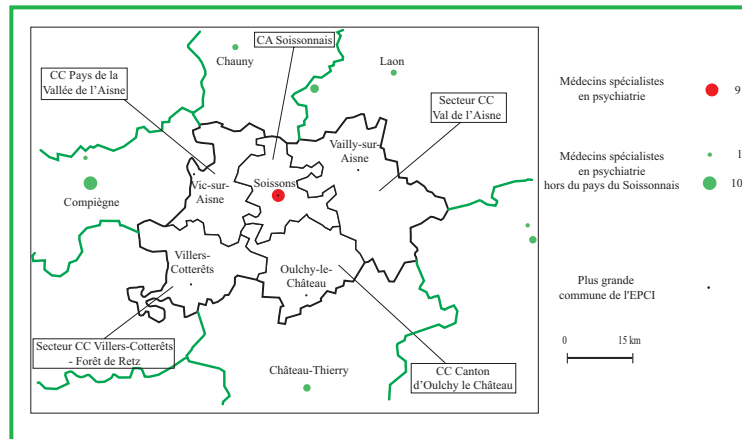 CA Soissonnais
Chauny
Laon
CC Pays de la
Vallée de l'Aisne
Secteur CC
Val de l'Aisne
Vailly-sur-
Aisne
Vic-sur-
Aisne
Soissons
Compiègne
Villers-
Cotterêts
Oulchy-le-
Château
Secteur CC Villers-Cotterêts
- Forêt de Retz
Château-Thierry
CC Canton
d'Oulchy le Château
Médecins spécialistes
en psychiatrie
9
Médecins spécialistes
en psychiatrie
hors du pays du Soissonnais
1
10
Plus grande
commune de l'EPCI
0 15 km